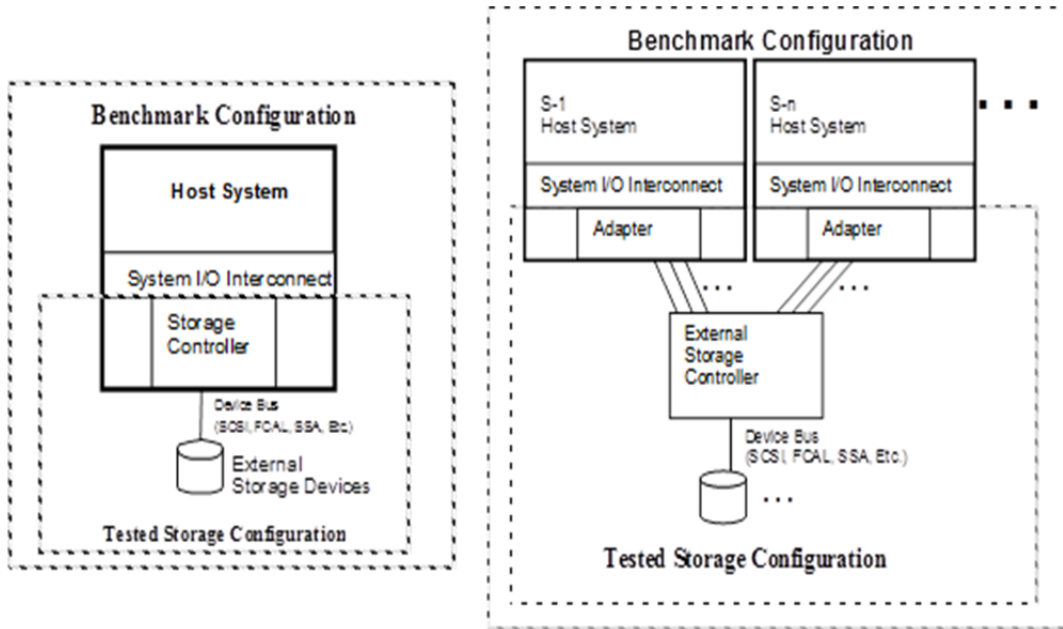 Benchmark Configuration
Host System
System I/O Interconnect
Storage
Controller
Device Bus
(SCSI, FCAL, SSA, Etc.)
External
Storage Devices
Tested Storage Configuration
Benchmark Configuration
S-1
Host System
System I/O Interconnect
Adapter
S-n
Host System
System I/O Interconnect
Adapter
...
...
...
External
Storage
Controller
Device Bus
(SCSI, FCAL, SSA, Etc.)
...
Tested Storage Configuration